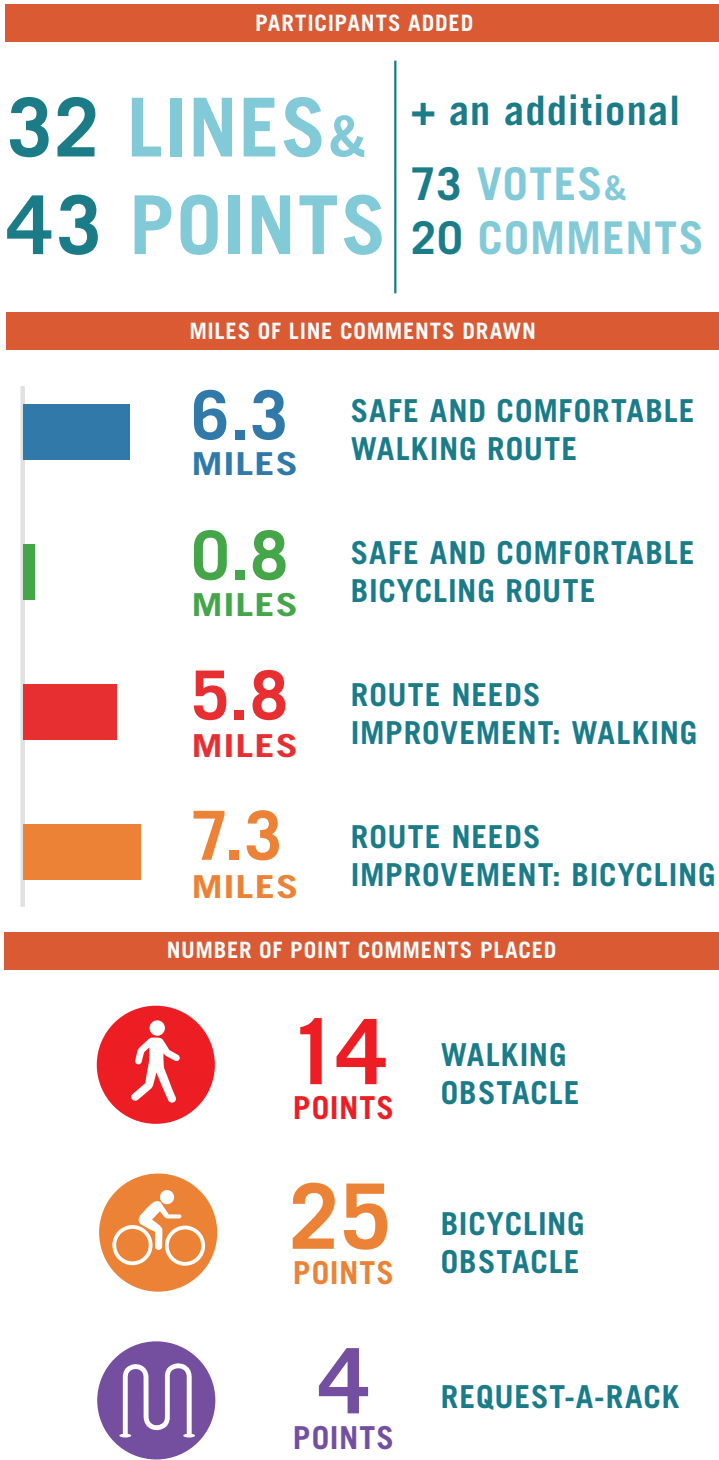 PARTICIPANTS ADDED
32 LINES&
43 POINTS
+ an additional
73 VOTES&
20 COMMENTS
MILES OF LINE COMMENTS DRAWN
6.3
MILES
SAFE AND COMFORTABLE
WALKING ROUTE
0.8
MILES
SAFE AND COMFORTABLE
BICYCLING ROUTE
5.8
MILES
ROUTE NEEDS
IMPROVEMENT: WALKING
7.3
MILES
ROUTE NEEDS
IMPROVEMENT: BICYCLING
NUMBER OF POINT COMMENTS PLACED
14
POINTS
WALKING
OBSTACLE
25
POINTS
BICYCLING
OBSTACLE
4
POINTS
REQUEST-A-RACK